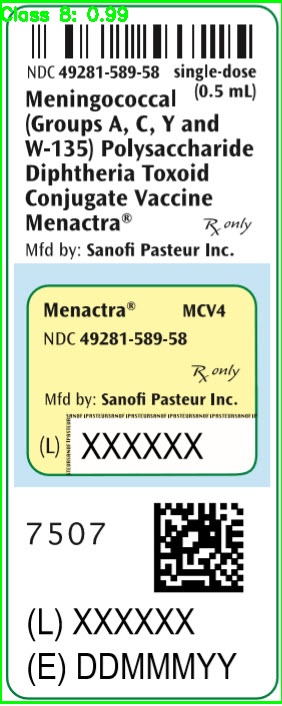 Class 8: 0.99
NDC 49281-589-58 single-dose
(0.5 mL)
Meningococcal
(Groups A, C, Y and
W-135) Polysaccharide
Diphtheria Toxoid
Conjugate Vaccine
Menactra® Rx only
Mfd by: Sanofi Pasteur Inc.
Menactra® MCV4
NDC 49281-589-58
Rx only
Mfd by: Sanofi Pasteur Inc.
(L) XXXXXX
7507
(L) XXXXXX
(E) DDMMMYY